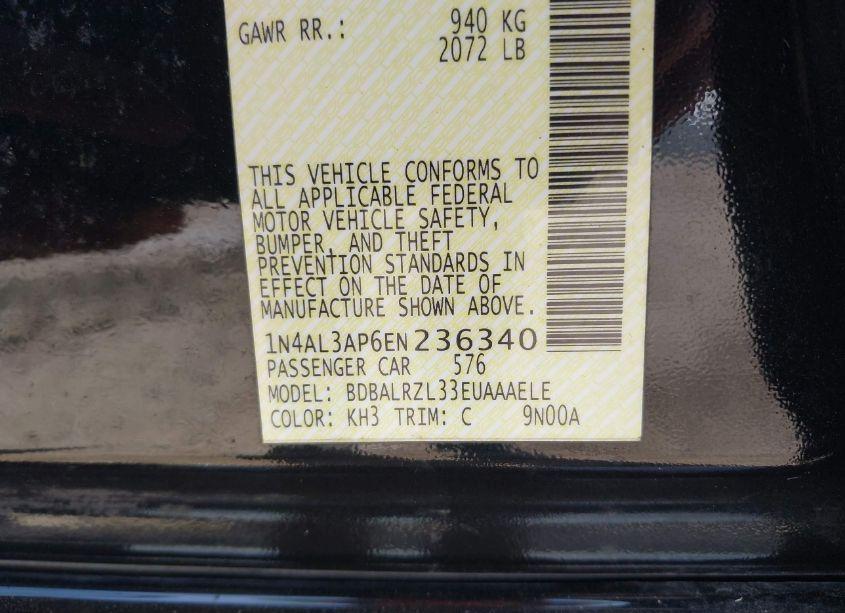 GAWR RR.: 940 KG
2072 LB
THIS VEHICLE CONFORMS TO
ALL APPLICABLE FEDERAL
MOTOR VEHICLE SAFETY,
BUMPER, AND THEFT
PREVENTION STANDARDS IN
EFFECT ON THE DATE OF
MANUFACTURE SHOWN ABOVE.
1N4AL3AP6EN236340
PASSENGER CAR 576
MODEL: BDBALRZL33EUAAAELE
COLOR: KH3 TRIM: C 9N00A